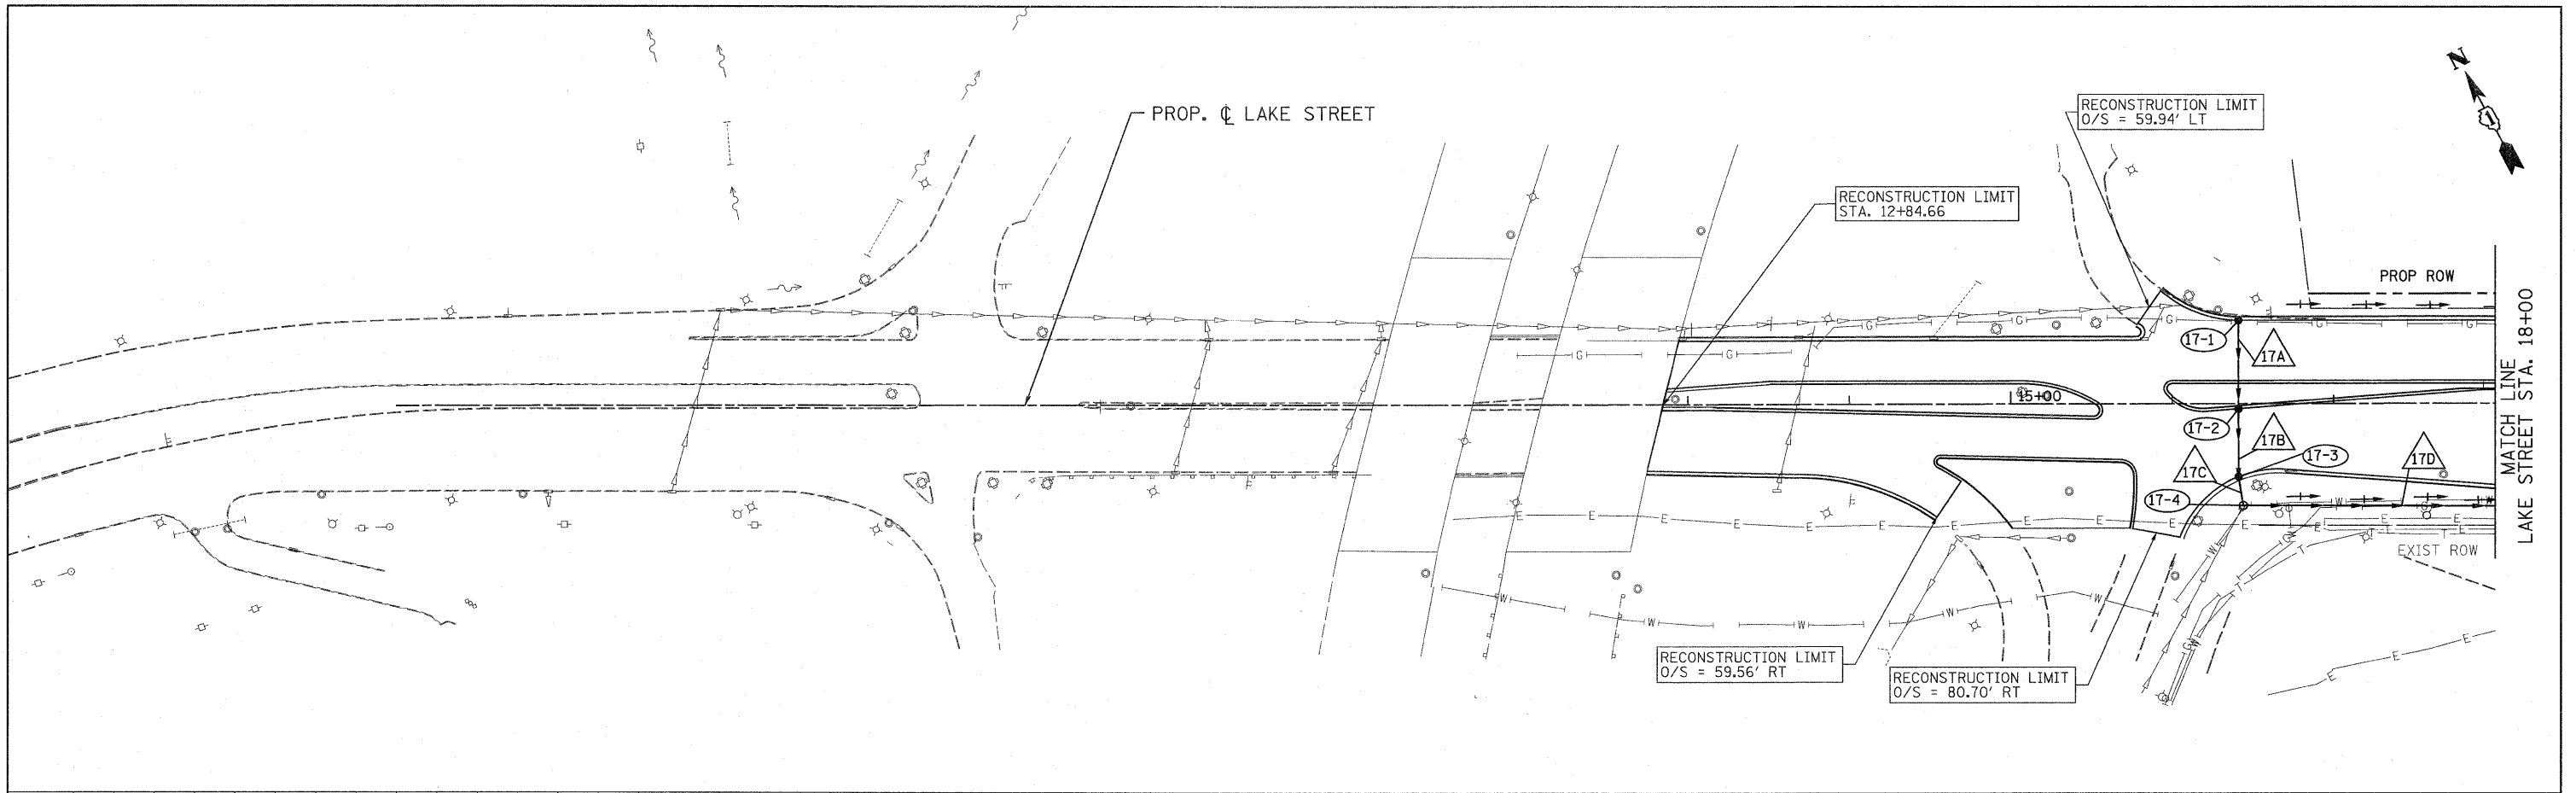 N
1
PROP. ℄ LAKE STREET
RECONSTRUCTION LIMIT
O/S = 59.94' LT
RECONSTRUCTION LIMIT
STA. 12+84.66
PROP ROW
MATCH LINE
LAKE STREET STA. 18+00
17-1
17A
15+00
17-2
17B
17-3
17C
17D
17-4
EXIST ROW
RECONSTRUCTION LIMIT
O/S = 59.56' RT
RECONSTRUCTION LIMIT
O/S = 80.70' RT
G
G
G
G
G
G
G
G
E
E
E
E
E
E
E
E
E
E
E
W
W
W
W
W
W
W
W
T
T
E
E
E